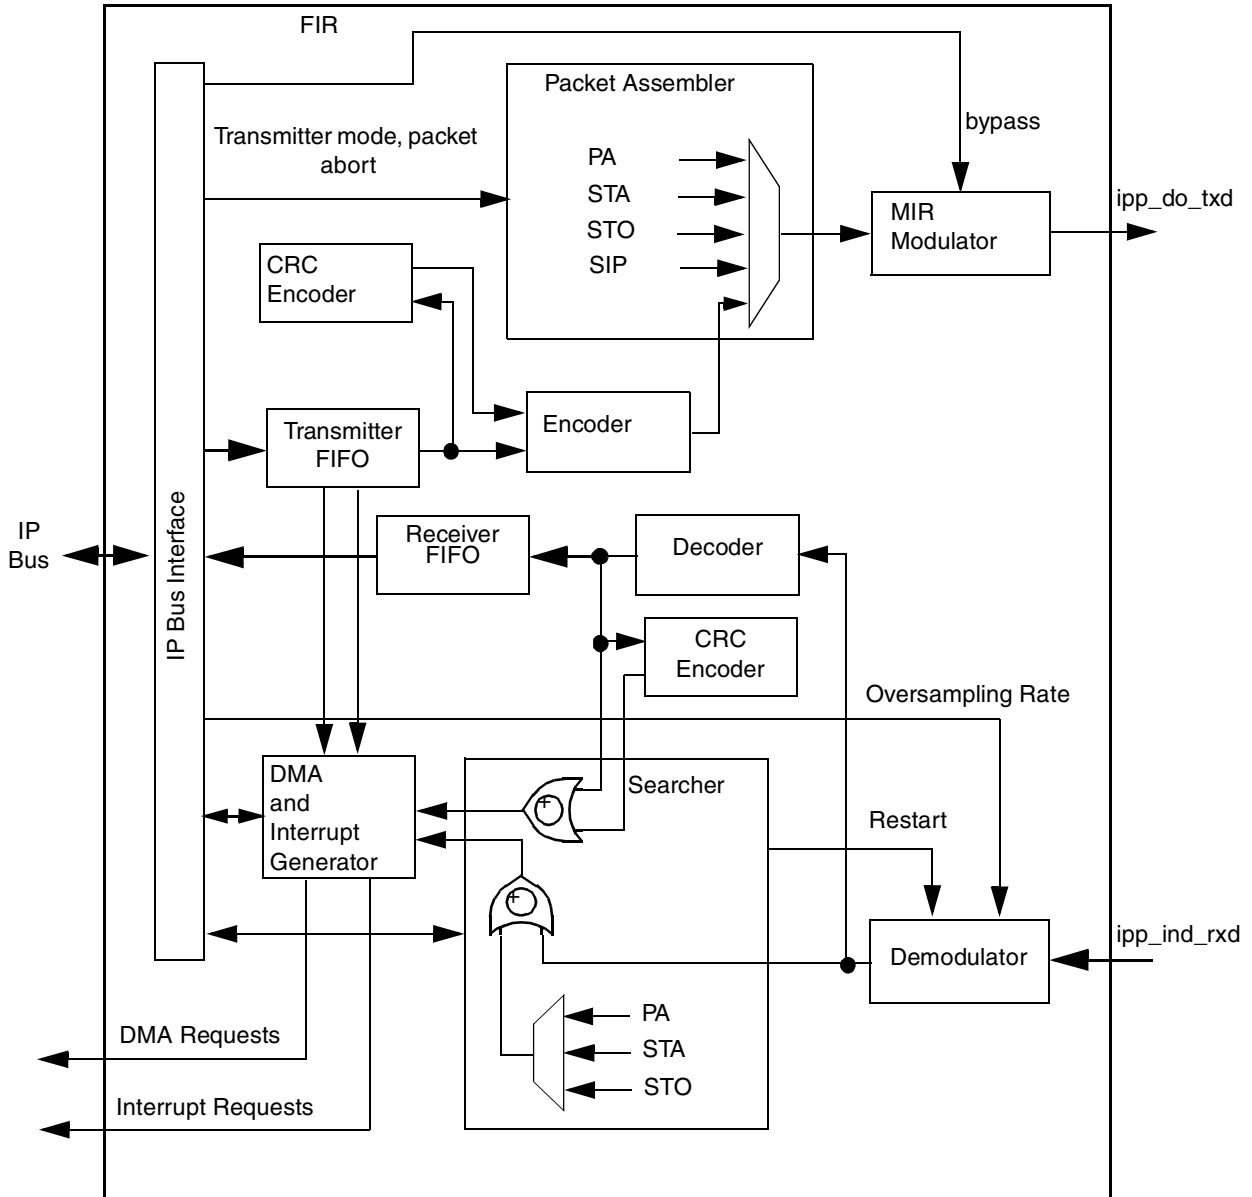 FIR
Packet Assembler
Transmitter mode, packet
abort
bypass
PA
STA
STO
SIP
MIR
Modulator
ipp_do_txd
CRC
Encoder
Transmitter
FIFO
Encoder
IP
Bus
IP Bus Interface
Receiver
FIFO
Decoder
CRC
Encoder
Oversampling Rate
DMA
and
Interrupt
Generator
+
Searcher
Restart
+
Demodulator
ipp_ind_rxd
PA
STA
STO
DMA Requests
Interrupt Requests